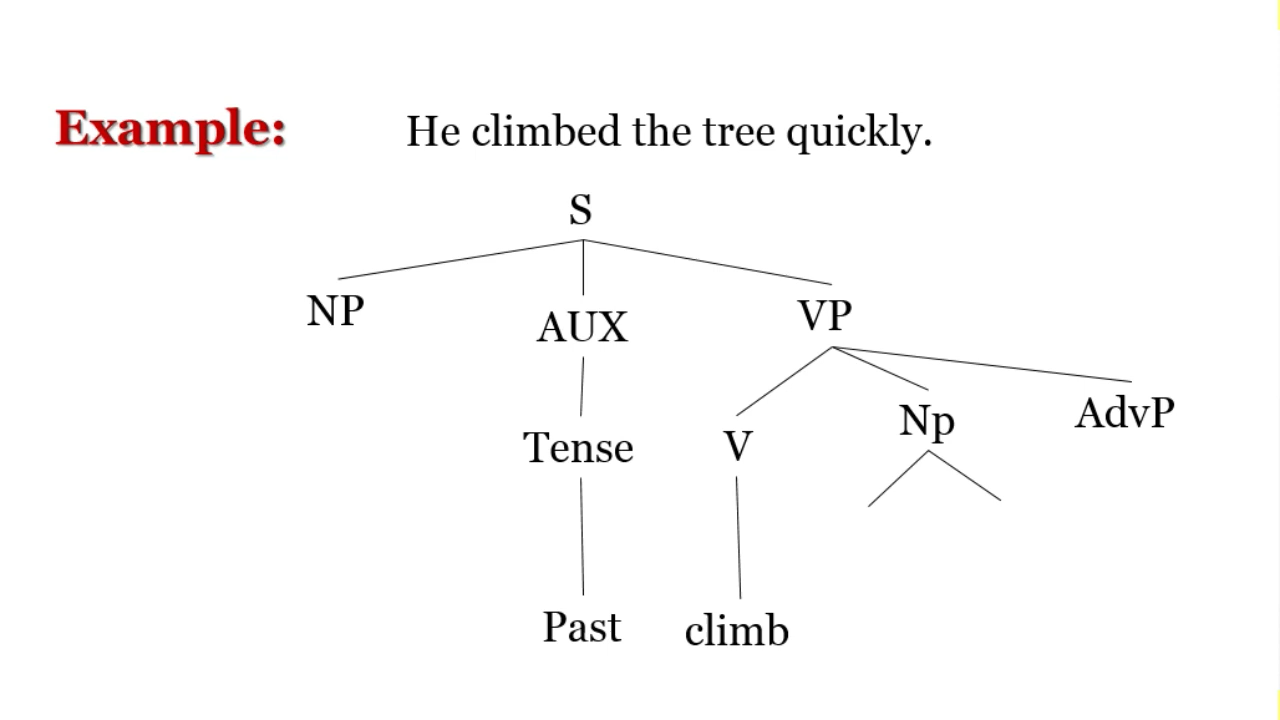 Example: He climbed the tree quickly.
S
NP AUX VP
Tense V Np AdvP
Past climb